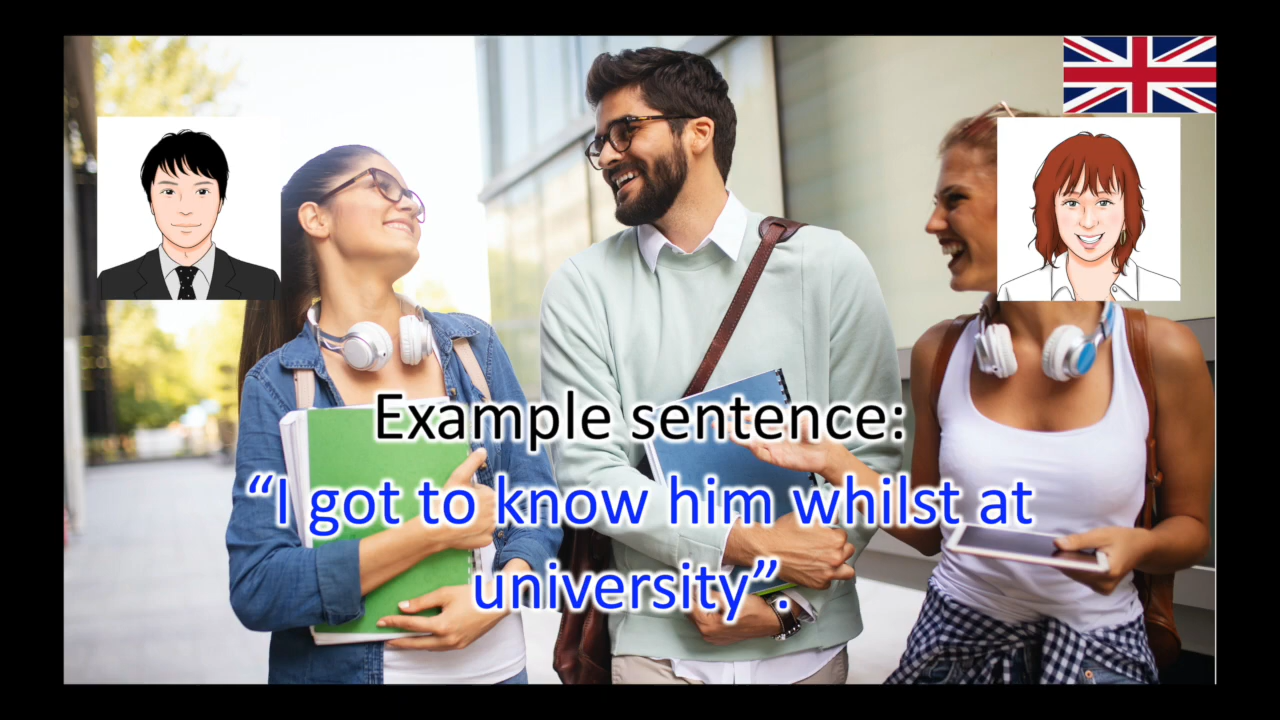 Example sentence:
“I got to know him whilst at
university”.